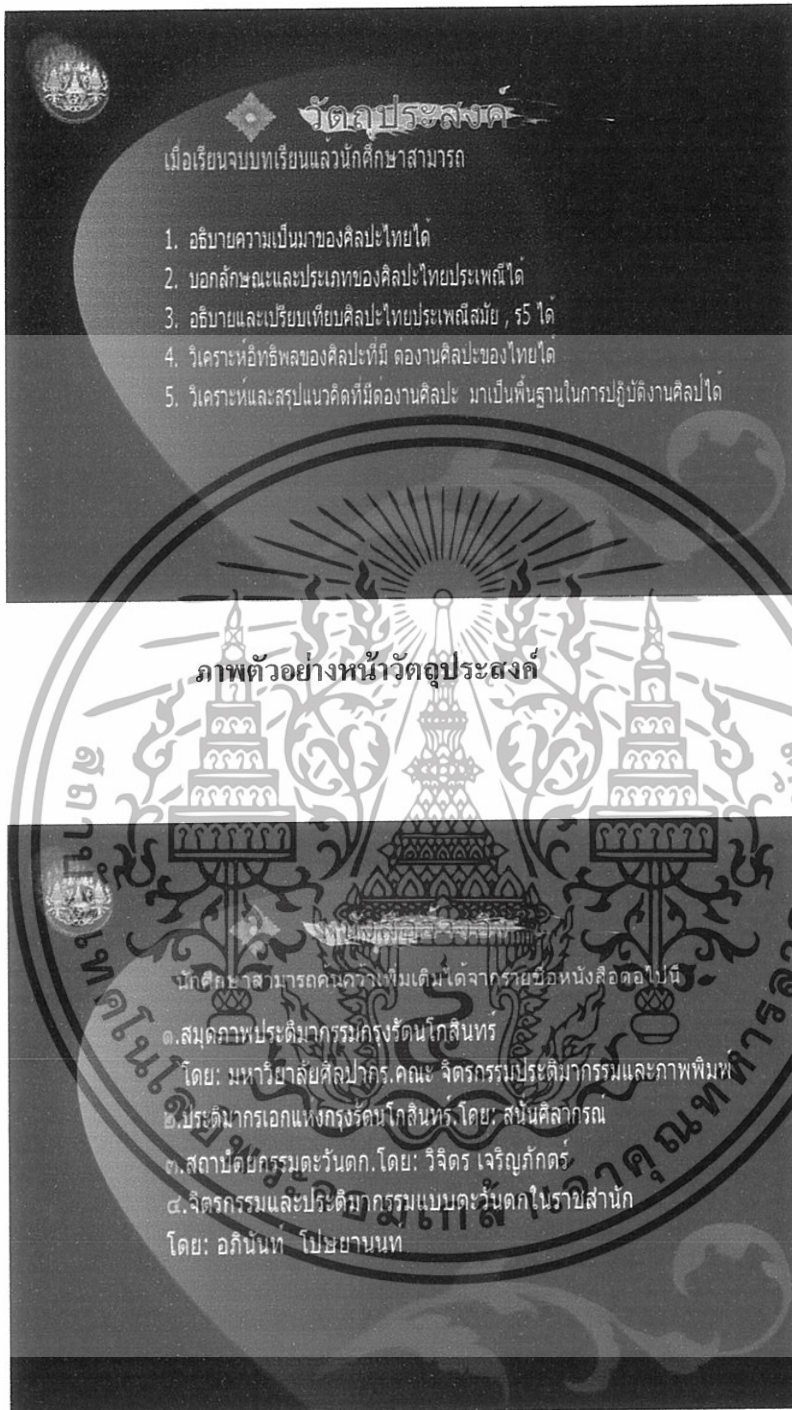 วัตถุประสงค์
เมื่อเรียนจบบทเรียนแล้วนักศึกษาสามารถ
1. อธิบายความเป็นมาของศิลปะไทยได้
2. บอกลักษณะและประเภทของศิลปะไทยประเพณีได้
3. อธิบายและเปรียบเทียบศิลปะไทยประเพณีสมัย , ร5 ได้
4. วิเคราะห์อิทธิพลของศิลปะที่มี ต่องานศิลปะของไทยได้
5. วิเคราะห์และสรุปแนวคิดที่มีต่องานศิลปะ มาเป็นพื้นฐานในการปฏิบัติงานศิลป์ได้
ภาพตัวอย่างหน้าวัตถุประสงค์
หนังสืออ้างอิง
นักศึกษาสามารถค้นคว้าเพิ่มเติมได้จากรายชื่อหนังสือต่อไปนี้
๑.สมุดภาพประติมากรรมกรุงรัตนโกสินทร์
โดย: มหาวิยาลัยศิลปากร.คณะ จิตรกรรมประติมากรรมและภาพพิมพ์
๒.ประติมากรเอกแห่งกรุงรัตนโกสินทร์.โดย: สนั่นศิลากรณ์
๓.สถาปัตยกรรมตะวันตก.โดย: วิจิตร เจริญภักตร์
๔.จิตรกรรมและประติมากรรมแบบตะวันตกในราชสำนัก
โดย: อภินันท์ โปษยานนท